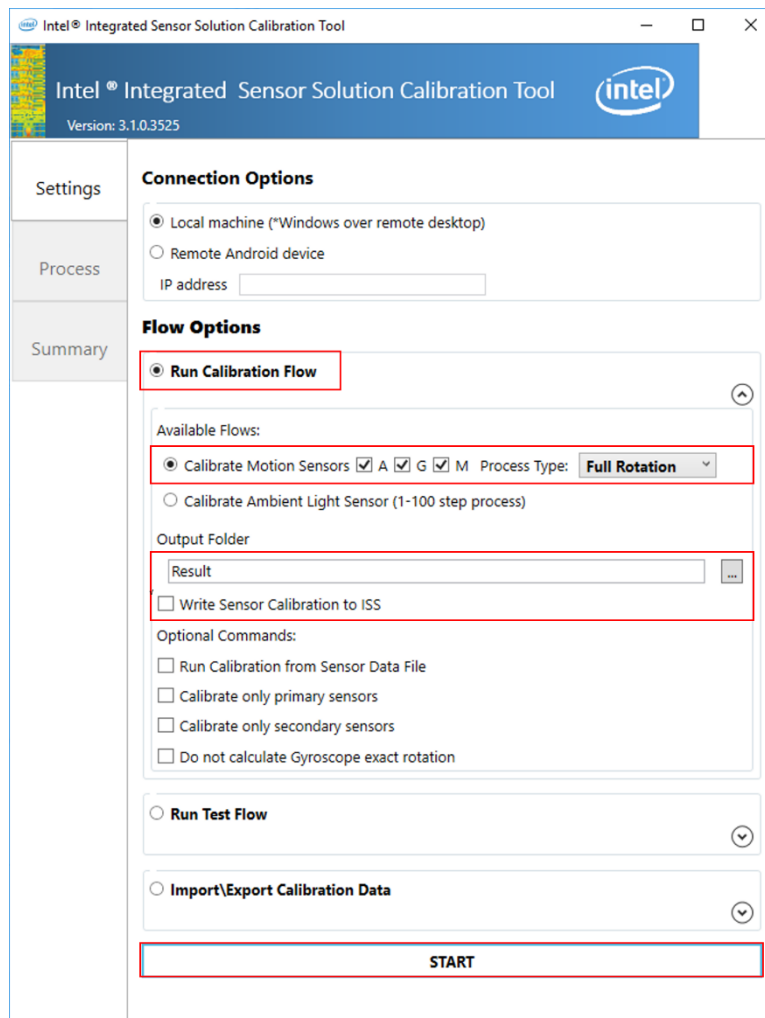 Intel® Integrated Sensor Solution Calibration Tool
Intel ® Integrated Sensor Solution Calibration Tool
intel
Version: 3.1.0.3525
Settings
Process
Summary
Connection Options
Local machine (*Windows over remote desktop)
Remote Android device
IP address
Flow Options
Run Calibration Flow
Available Flows:
Calibrate Motion Sensors A G M Process Type: Full Rotation
Calibrate Ambient Light Sensor (1-100 step process)
Output Folder
Result ...
Write Sensor Calibration to ISS
Optional Commands:
Run Calibration from Sensor Data File
Calibrate only primary sensors
Calibrate only secondary sensors
Do not calculate Gyroscope exact rotation
Run Test Flow
Import\Export Calibration Data
START